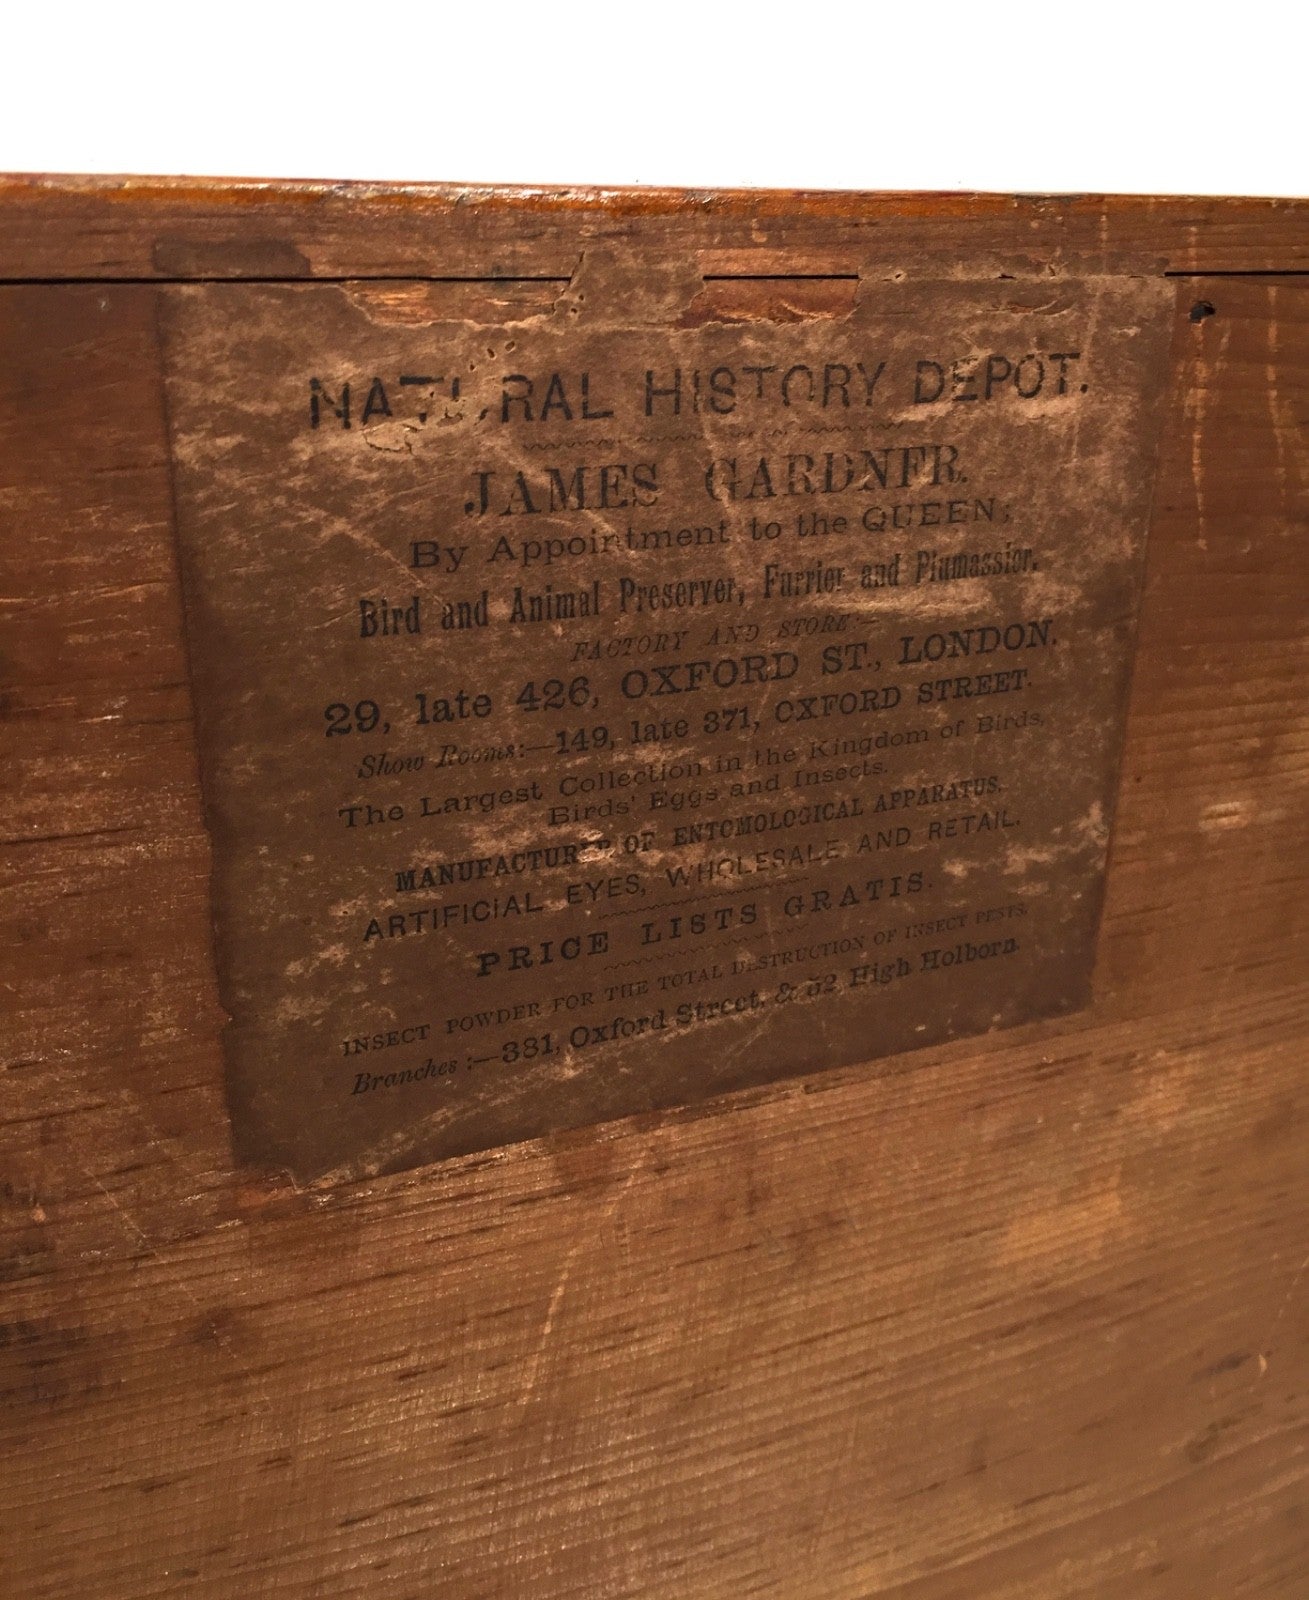 NATURAL HISTORY DEPOT.
JAMES GARDNER.
By Appointment to the QUEEN;
Bird and Animal Preserver, Furrier and Plumassier.
FACTORY AND STORE:—
29, late 426, OXFORD ST., LONDON.
Show Rooms:—149, late 371, OXFORD STREET.
The Largest Collection in the Kingdom of Birds,
Birds' Eggs and Insects.
MANUFACTURER OF ENTOMOLOGICAL APPARATUS.
ARTIFICIAL EYES, WHOLESALE AND RETAIL.
PRICE LISTS GRATIS.
INSECT POWDER FOR THE TOTAL DESTRUCTION OF INSECT PESTS.
Branches:—381, Oxford Street, & 52, High Holborn.